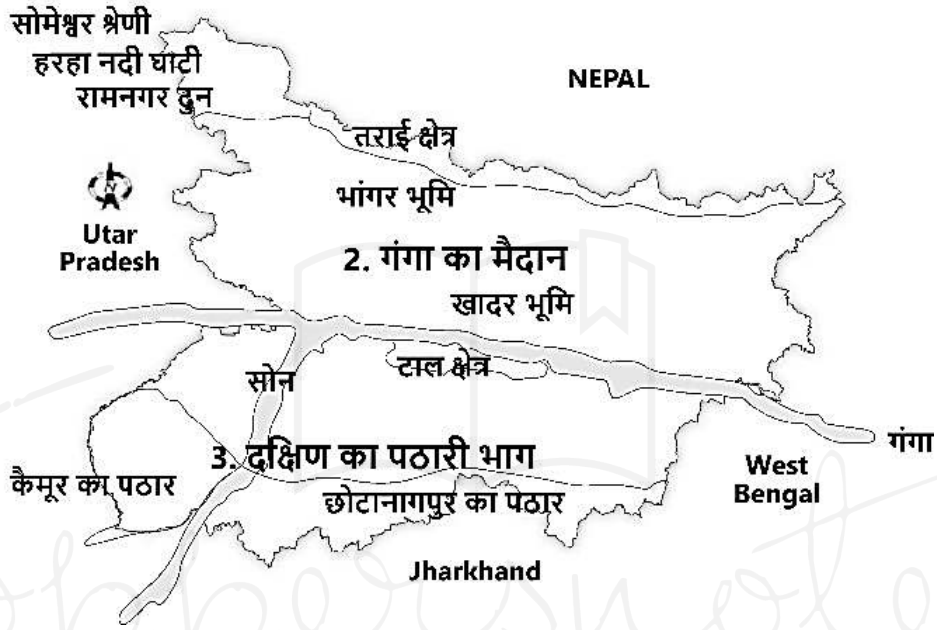 सोमेश्वर श्रेणी
हरहा नदी घाटी
रामनगर दुन
NEPAL
तराई क्षेत्र
भांगर भूमि
Utar
Pradesh
2. गंगा का मैदान
खादर भूमि
टाल क्षेत्र
सोन
गंगा
3. दक्षिण का पठारी भाग
West
Bengal
कैमूर का पठार
छोटानागपुर का पठार
Jharkhand
toppersnotes